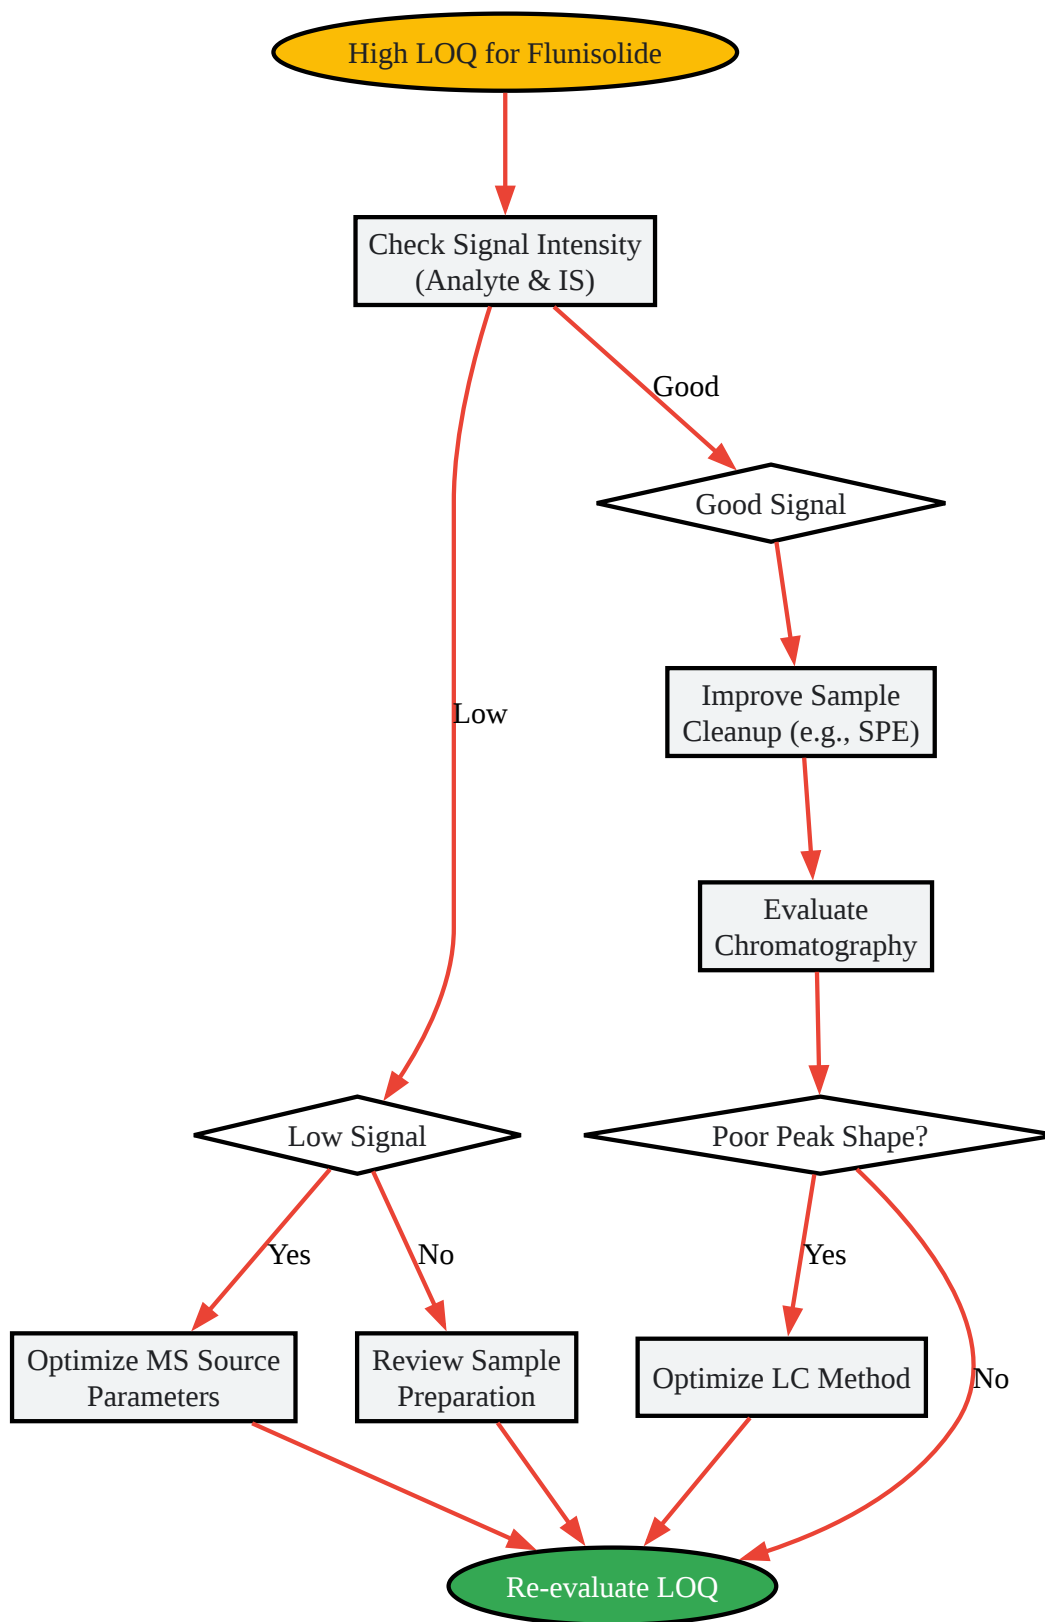 High LOQ for Flunisolide
Check Signal Intensity
(Analyte & IS)
Good
Good Signal
Improve Sample
Cleanup (e.g., SPE)
Low
Evaluate
Chromatography
Low Signal
Poor Peak Shape?
Yes
No
Yes
Optimize MS Source
Parameters
Review Sample
Preparation
Optimize LC Method
No
Re-evaluate LOQ